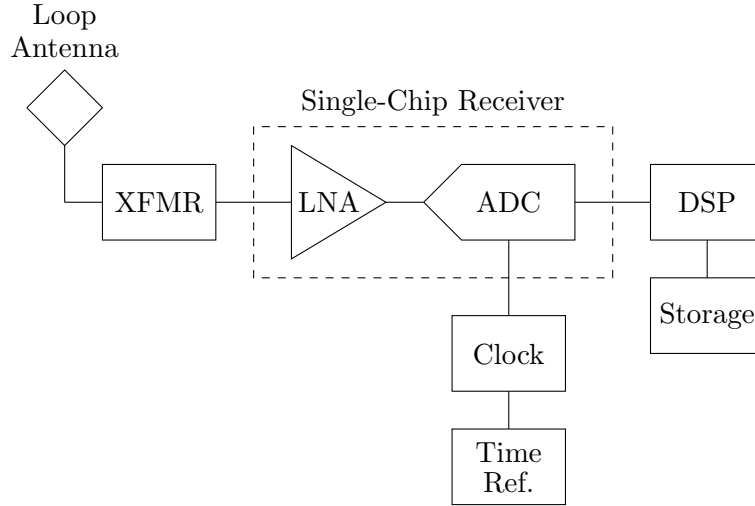 Loop
Antenna
Single-Chip Receiver
XFMR
LNA
ADC
DSP
Storage
Clock
Time
Ref.